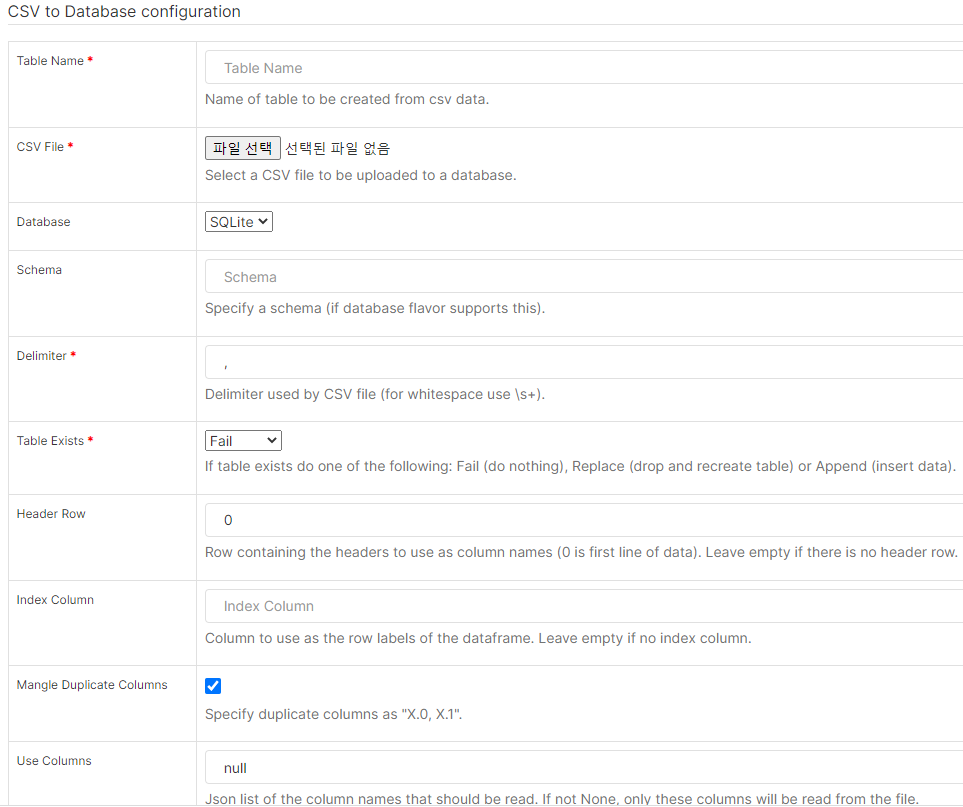 CSV to Database configuration
Table Name *
Table Name
Name of table to be created from csv data.
CSV File *
파일 선택 선택된 파일 없음
Select a CSV file to be uploaded to a database.
Database
SQLite
Schema
Schema
Specify a schema (if database flavor supports this).
Delimiter *
,
Delimiter used by CSV file (for whitespace use \s+).
Table Exists *
Fail
If table exists do one of the following: Fail (do nothing), Replace (drop and recreate table) or Append (insert data).
Header Row
0
Row containing the headers to use as column names (0 is first line of data). Leave empty if there is no header row.
Index Column
Index Column
Column to use as the row labels of the dataframe. Leave empty if no index column.
Mangle Duplicate Columns
Specify duplicate columns as "X.0, X.1".
Use Columns
null
Json list of the column names that should be read. If not None, only these columns will be read from the file.